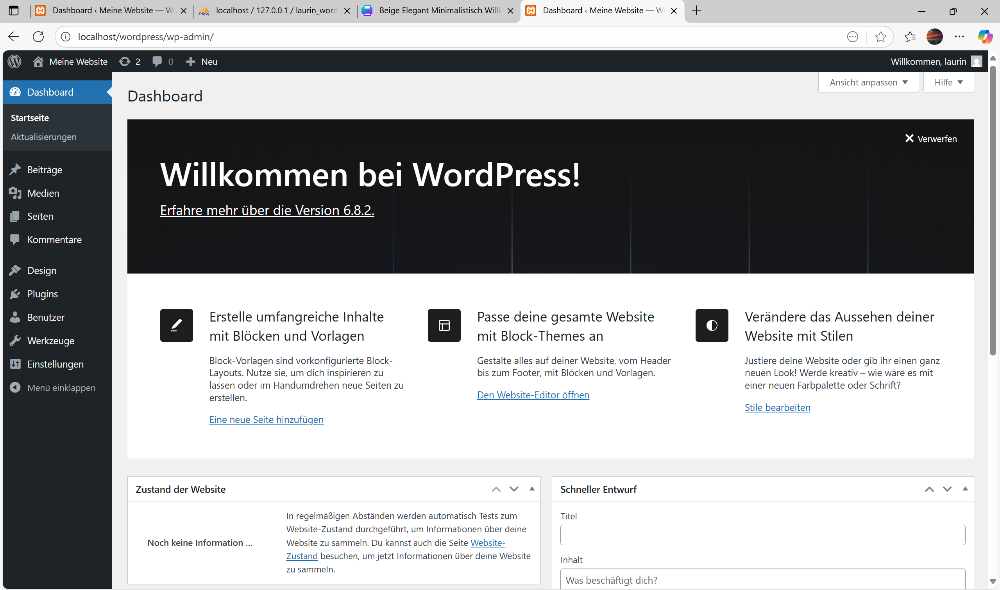 Dashboard ‹ Meine Website — W
PMA localhost / 127.0.0.1 / laurin_word
Beige Elegant Minimalistisch Willk
Dashboard ‹ Meine Website — W
localhost/wordpress/wp-admin/
Meine Website 2 0 Neu
Willkommen, laurin
Dashboard
Startseite
Aktualisierungen
Beiträge
Medien
Seiten
Kommentare
Design
Plugins
Benutzer
Werkzeuge
Einstellungen
Menü einklappen
Ansicht anpassen
Hilfe
Dashboard
Verwerfen
Willkommen bei WordPress!
Erfahre mehr über die Version 6.8.2.
Erstelle umfangreiche Inhalte
mit Blöcken und Vorlagen
Block-Vorlagen sind vorkonfigurierte Block-
Layouts. Nutze sie, um dich inspirieren zu
lassen oder im Handumdrehen neue Seiten zu
erstellen.
Eine neue Seite hinzufügen
Passe deine gesamte Website
mit Block-Themes an
Gestalte alles auf deiner Website, vom Header
bis zum Footer, mit Blöcken und Vorlagen.
Den Website-Editor öffnen
Verändere das Aussehen deiner
Website mit Stilen
Justiere deine Website oder gib ihr einen ganz
neuen Look! Werde kreativ – wie wäre es mit
einer neuen Farbpalette oder Schrift?
Stile bearbeiten
Zustand der Website
Noch keine Information ...
In regelmäßigen Abständen werden automatisch Tests zum
Website-Zustand durchgeführt, um Informationen über deine
Website zu sammeln. Du kannst auch die Seite Website-
Zustand besuchen, um jetzt Informationen über deine Website
zu sammeln.
Schneller Entwurf
Titel
Inhalt
Was beschäftigt dich?